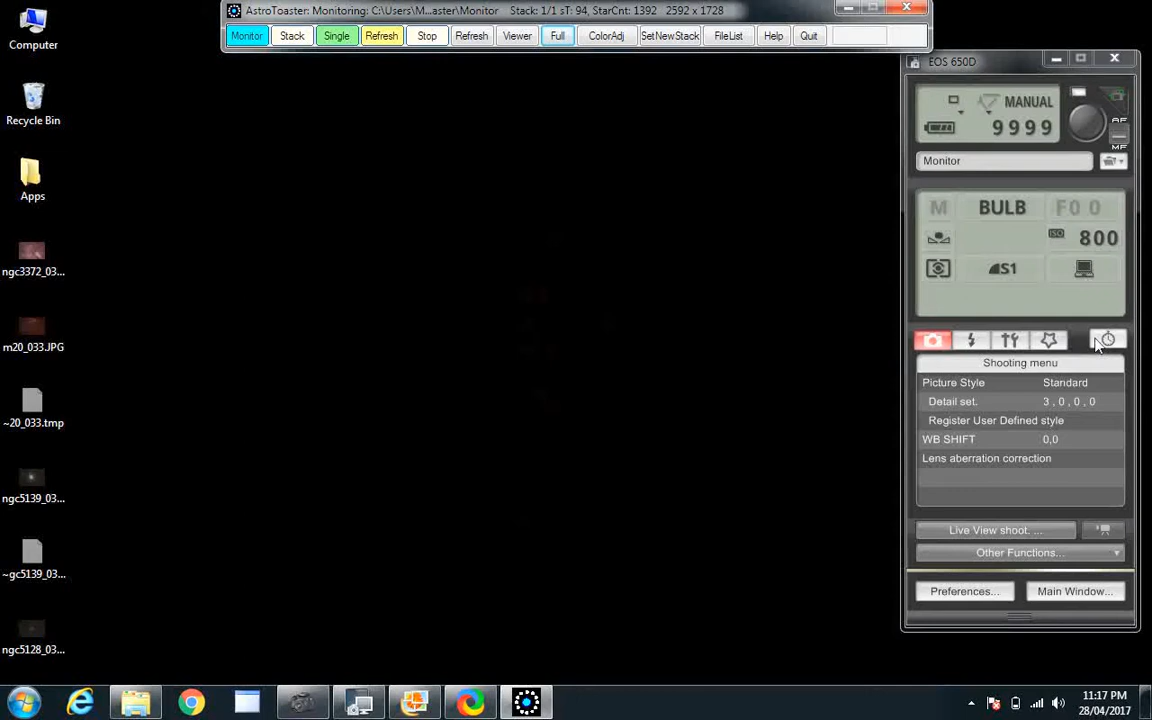 AstroToaster: Monitoring: C:\Users\M...aster\Monitor Stack: 1/1 sT: 94, StarCnt: 1392 2592 x 1728
Monitor Stack Single Refresh Stop Refresh Viewer Full ColorAdj SetNewStack FileList Help Quit
Computer
Recycle Bin
Apps
ngc3372_03...
m20_033.JPG
~20_033.tmp
ngc5139_03...
~gc5139_03...
ngc5128_03...
EOS 650D
MANUAL
9999
AF
MF
Monitor
M BULB F00
ISO 800
S1
Shooting menu
Picture Style Standard
Detail set. 3 , 0 , 0 , 0
Register User Defined style
WB SHIFT 0,0
Lens aberration correction
Live View shoot. ...
Other Functions...
Preferences... Main Window...
11:17 PM
28/04/2017